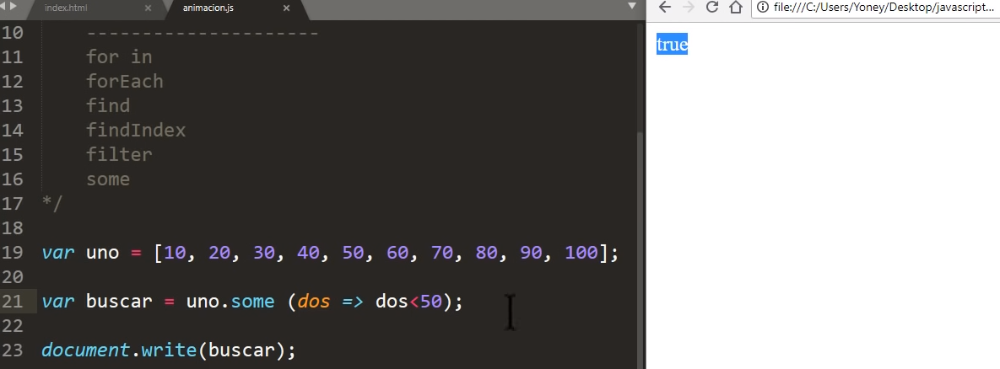 index.html × animacion.js ×
file:///C:/Users/Yoney/Desktop/javascript...
10 ---------------------
11 for in
12 forEach
13 find
14 findIndex
15 filter
16 some
17 */
18
19 var uno = [10, 20, 30, 40, 50, 60, 70, 80, 90, 100];
20
21 var buscar = uno.some (dos => dos<50);
22
23 document.write(buscar);
true